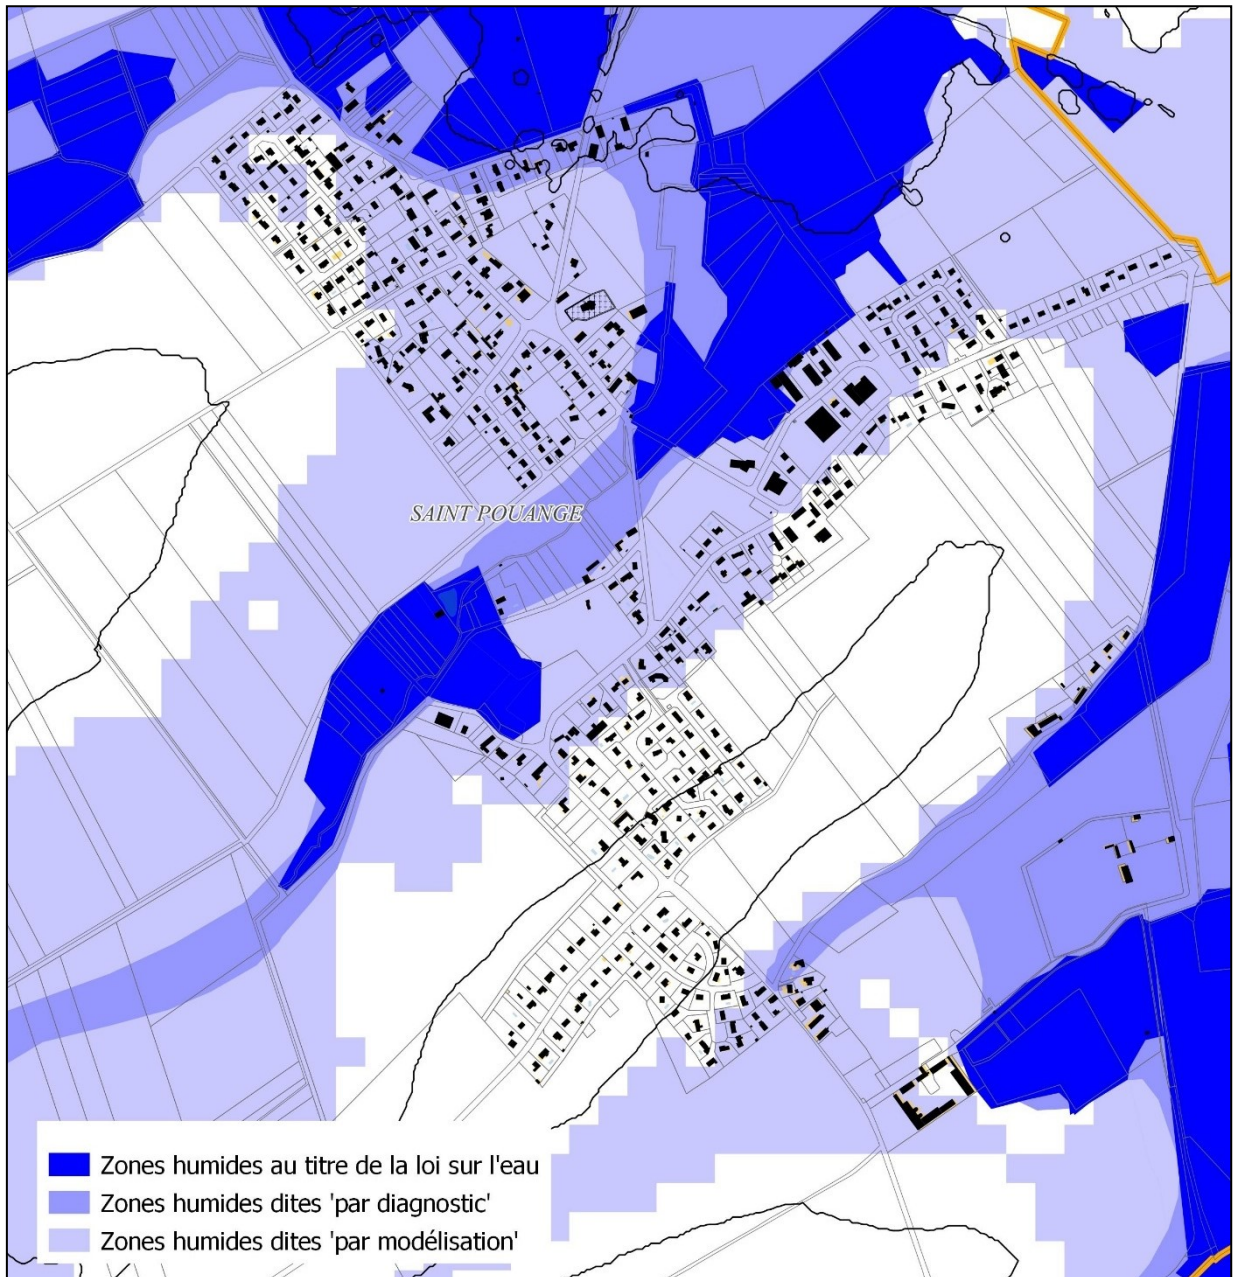 SAINT POUANGE
Zones humides au titre de la loi sur l'eau
Zones humides dites 'par diagnostic'
Zones humides dites 'par modélisation'